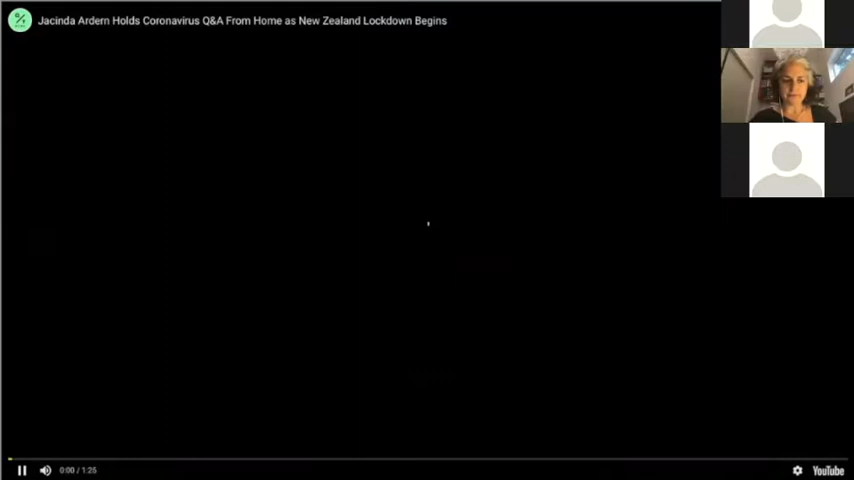 Jacinda Ardern Holds Coronavirus Q&A From Home as New Zealand Lockdown Begins
0:00 / 1:25
YouTube